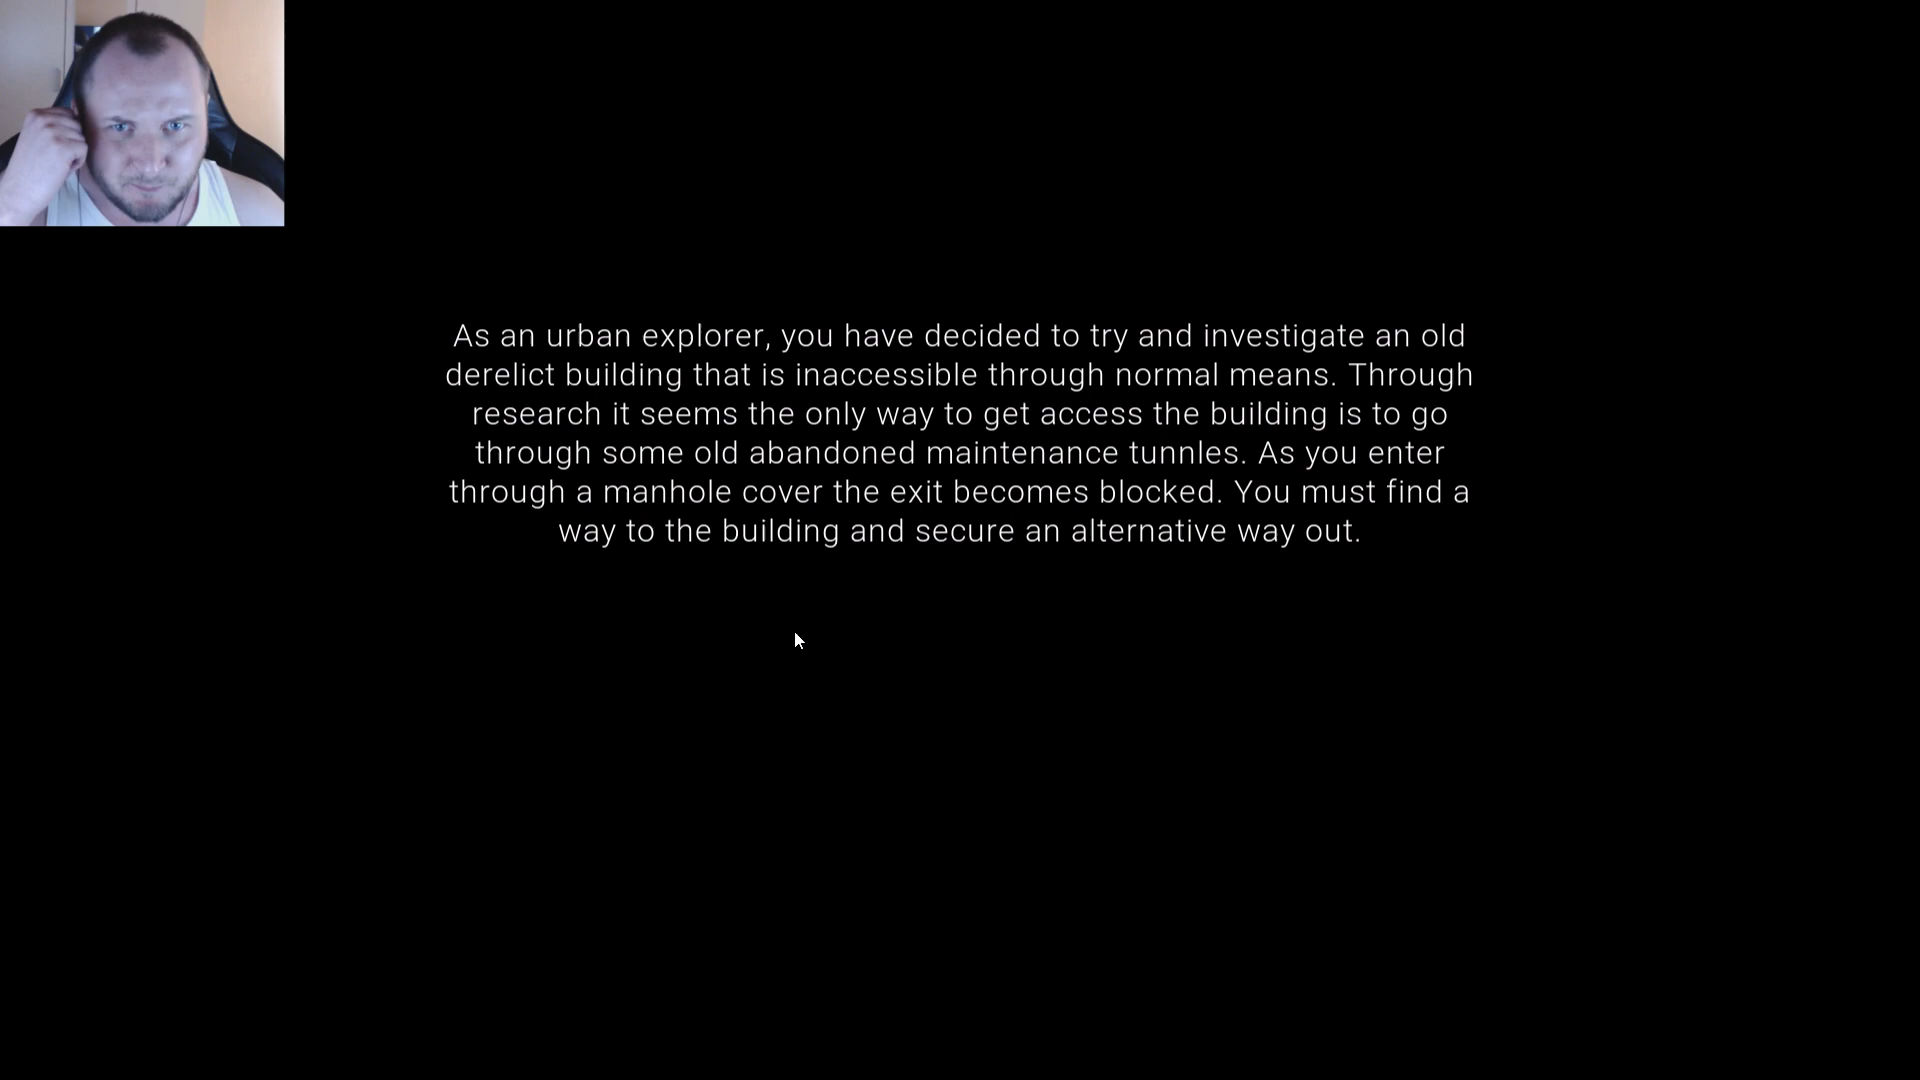 As an urban explorer, you have decided to try and investigate an old
derelict building that is inaccessible through normal means. Through
research it seems the only way to get access the building is to go
through some old abandoned maintenance tunnles. As you enter
through a manhole cover the exit becomes blocked. You must find a
way to the building and secure an alternative way out.